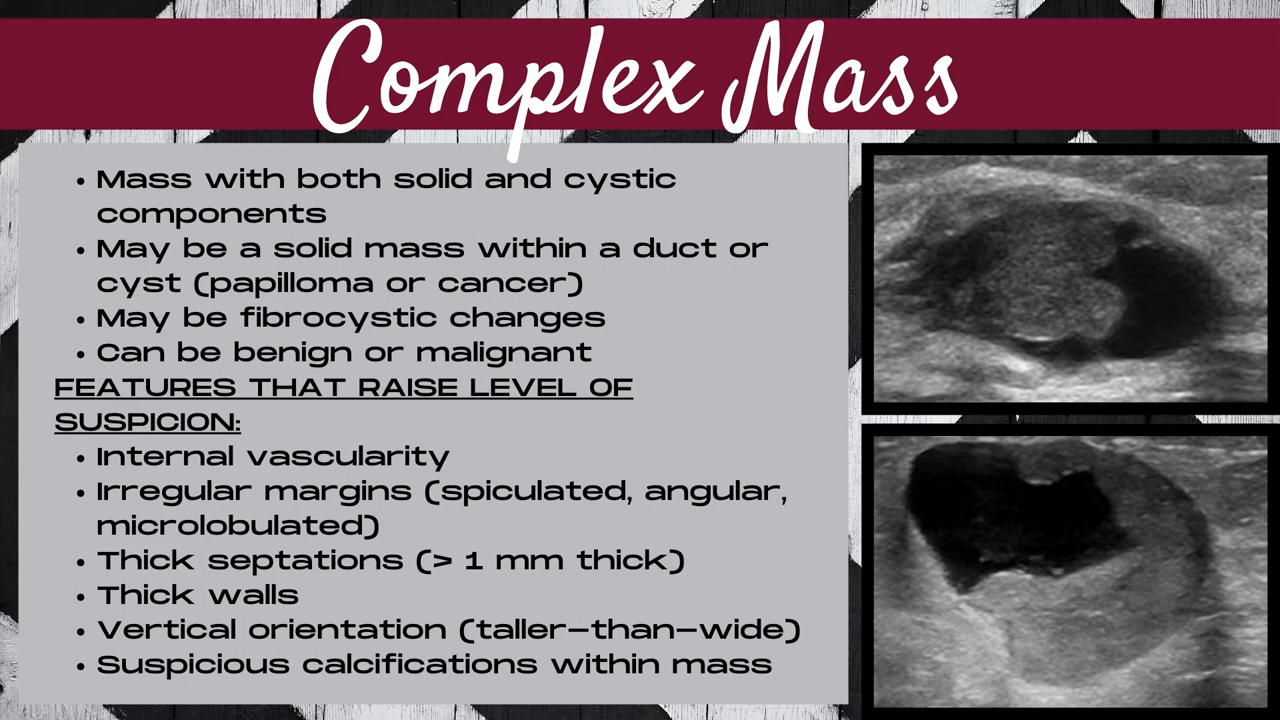 Complex Mass
• Mass with both solid and cystic
components
• May be a solid mass within a duct or
cyst (papilloma or cancer)
• May be fibrocystic changes
• Can be benign or malignant
FEATURES THAT RAISE LEVEL OF
SUSPICION:
• Internal vascularity
• Irregular margins (spiculated, angular,
microlobulated)
• Thick septations (> 1 mm thick)
• Thick walls
• Vertical orientation (taller-than-wide)
• Suspicious calcifications within mass